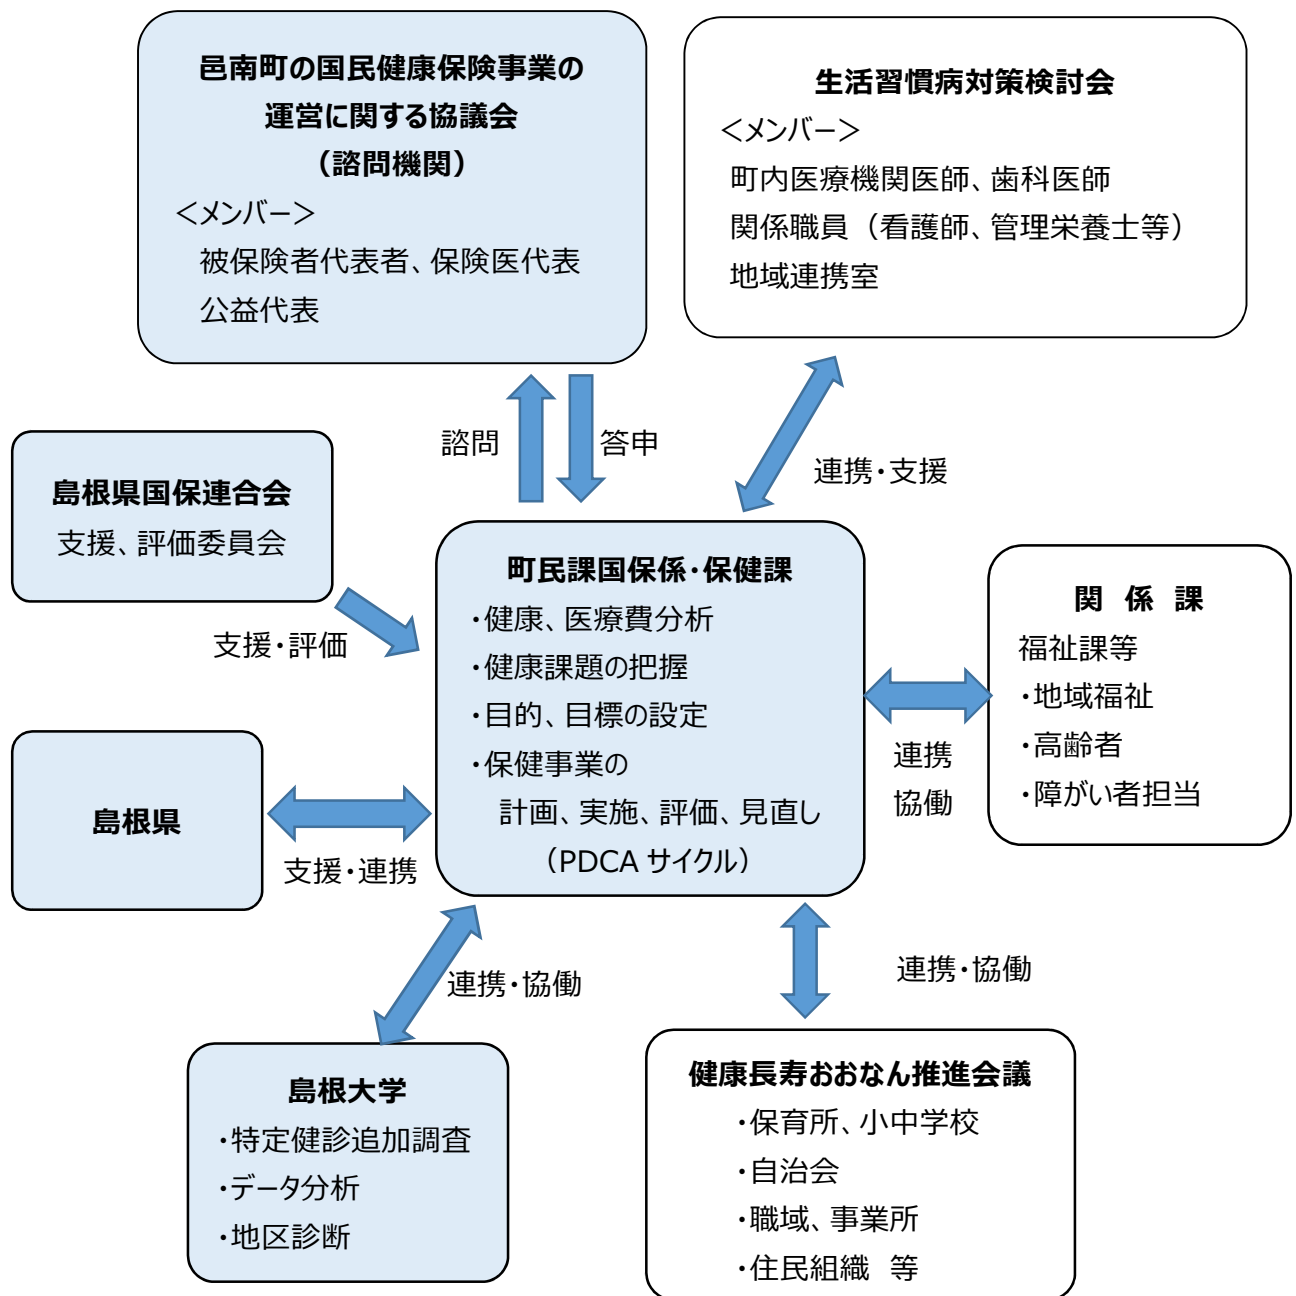 邑南町の国民健康保険事業の
運営に関する協議会
（諮問機関）
＜メンバー＞
被保険者代表者、保険医代表
公益代表
生活習慣病対策検討会
＜メンバー＞
町内医療機関医師、歯科医師
関係職員（看護師、管理栄養士等）
地域連携室
諮問
答申
連携・支援
島根県国保連合会
支援、評価委員会
支援・評価
町民課国保係・保健課
・健康、医療費分析
・健康課題の把握
・目的、目標の設定
・保健事業の
計画、実施、評価、見直し
（PDCA サイクル）
関 係 課
福祉課等
・地域福祉
・高齢者
・障がい者担当
連携
協働
島根県
支援・連携
連携・協働
連携・協働
島根大学
・特定健診追加調査
・データ分析
・地区診断
健康長寿おおなん推進会議
・保育所、小中学校
・自治会
・職域、事業所
・住民組織 等